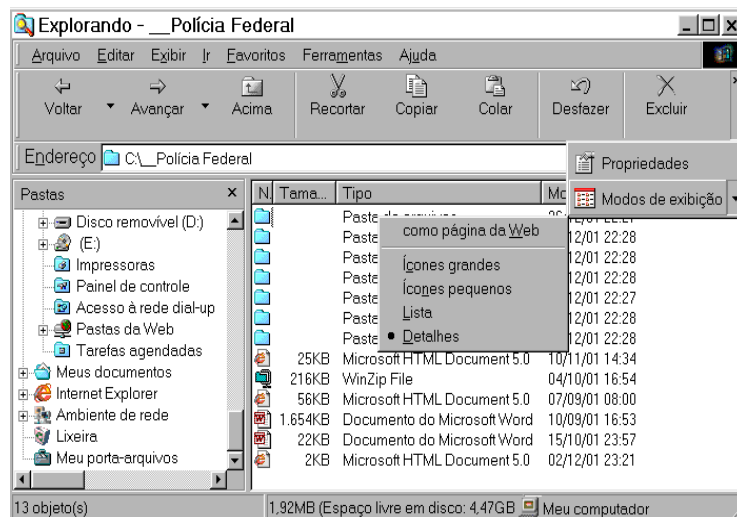 Explorando - __Polícia Federal
Arquivo Editar Exibir Ir Favoritos Ferramentas Ajuda
Voltar Avançar Acima Recortar Copiar Colar Desfazer Excluir »
Endereço C:\__Polícia Federal
Propriedades
Modos de exibição
Pastas x
Disco removível (D:)
(E:)
Impressoras
Painel de controle
Acesso à rede dial-up
Pastas da Web
Tarefas agendadas
Meus documentos
Internet Explorer
Ambiente de rede
Lixeira
Meu porta-arquivos
N Tama... Tipo Mo
Paste de arquivos
Paste 12/01 22:28
Paste 12/01 22:28
Paste 12/01 22:28
Paste 12/01 22:27
Paste 12/01 22:28
Paste 12/01 22:28
como página da Web
Ícones grandes
Ícones pequenos
Lista
Detalhes
25KB Microsoft HTML Document 5.0 10/11/01 14:34
216KB WinZip File 04/10/01 16:54
56KB Microsoft HTML Document 5.0 07/09/01 08:00
1.654KB Documento do Microsoft Word 10/09/01 16:53
22KB Documento do Microsoft Word 15/10/01 23:57
2KB Microsoft HTML Document 5.0 02/12/01 23:21
13 objeto(s) 1,92MB (Espaço livre em disco: 4,47GB Meu computador